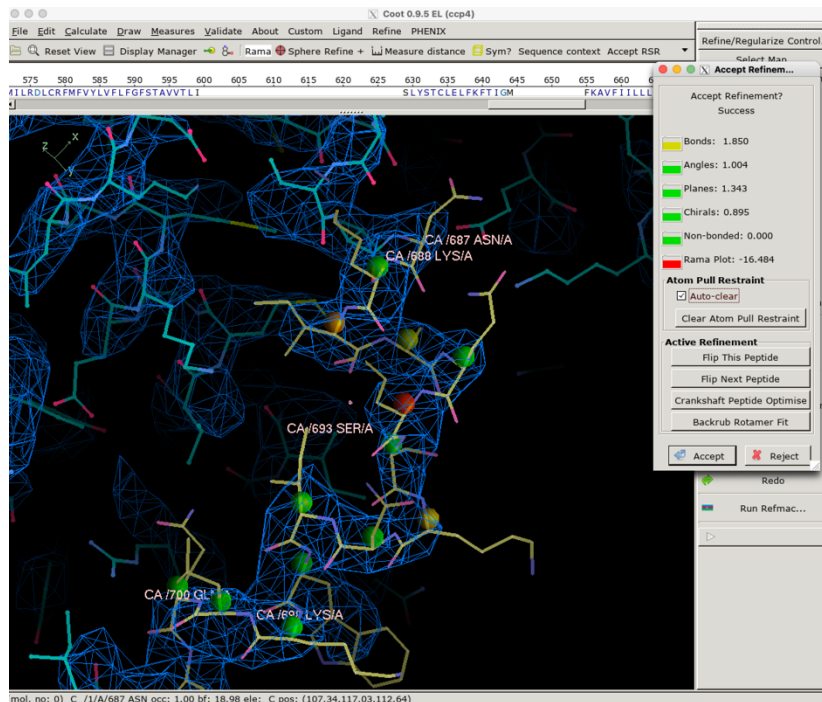 Coot 0.9.5 EL (ccp4)
File Edit Calculate Draw Measures Validate About Custom Ligand Refine PHENIX
Reset View Display Manager Rama Sphere Refine + Measure distance Sym? Sequence context Accept RSR
Refine/Regularize Control
Select Map
575 580 585 590 595 600 605 610 615 620 625 630 635 640 645 650 655 660
MILRDLCRFMFVYLVFLFGFSTAVVTLI SLYSTCLELFKFTIGM FKAVFIILLL
Accept Refinem...
Accept Refinement?
Success
Bonds: 1.850
Angles: 1.004
Planes: 1.343
Chirals: 0.895
Non-bonded: 0.000
Rama Plot: -16.484
Atom Pull Restraint
Auto-clear
Clear Atom Pull Restraint
Active Refinement
Flip This Peptide
Flip Next Peptide
Crankshaft Peptide Optimise
Backrub Rotamer Fit
Accept Reject
Redo
Run Refmac...
z x
y
CA /687 ASN/A
CA /688 LYS/A
CA /693 SER/A
CA /700 GL
CA /698 LYS/A
mol. no: 0) C /1/A/687 ASN occ: 1.00 bf: 18.98 ele: C pos: (107.34,117.03,112.64)